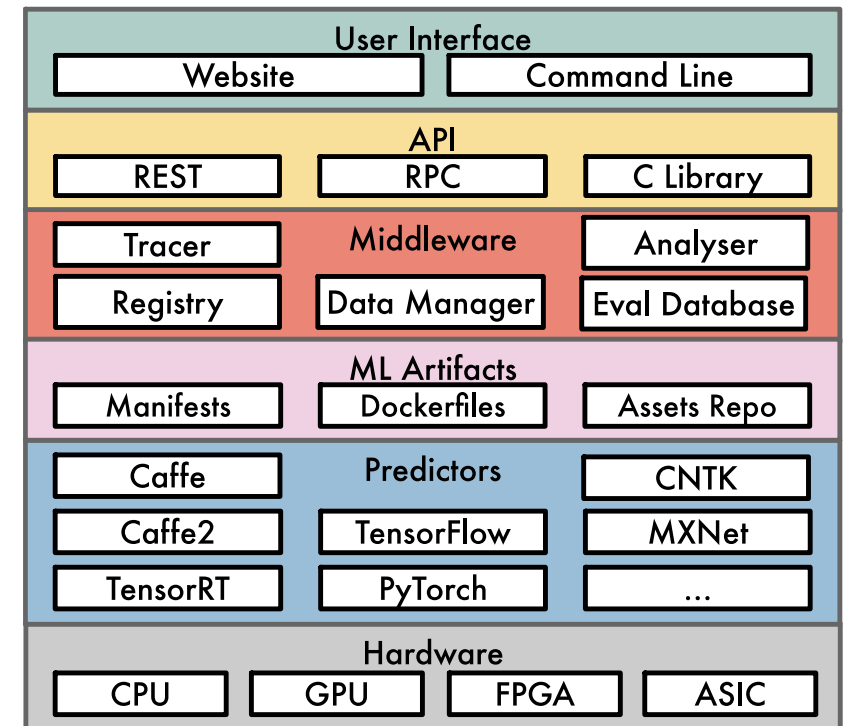 User Interface
Website Command Line
API
REST RPC C Library
Middleware
Tracer Analyser
Registry Data Manager Eval Database
ML Artifacts
Manifests Dockerfiles Assets Repo
Predictors
Caffe CNTK
Caffe2 TensorFlow MXNet
TensorRT PyTorch ...
Hardware
CPU GPU FPGA ASIC